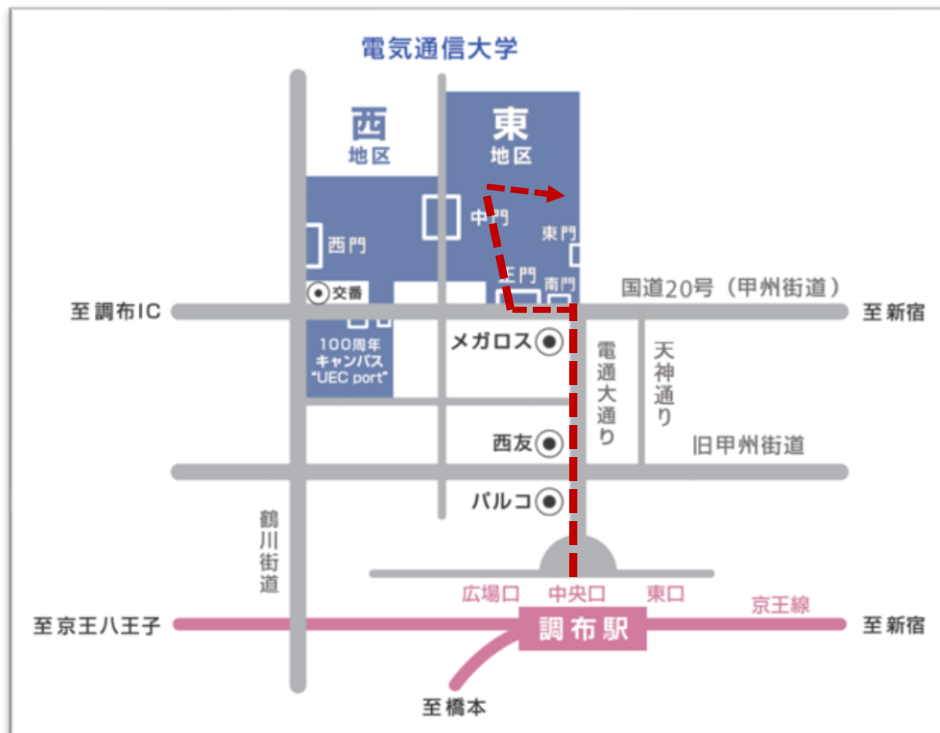 電気通信大学
西
地区
東
地区
中門
西門
東門
正門
南門
交番
国道20号（甲州街道）
至調布IC
至新宿
100周年
キャンパス
"UEC port"
メガロス
電通大通り
天神通り
西友
旧甲州街道
パルコ
鶴川街道
広場口
中央口
東口
京王線
至京王八王子
調布駅
至新宿
至橋本